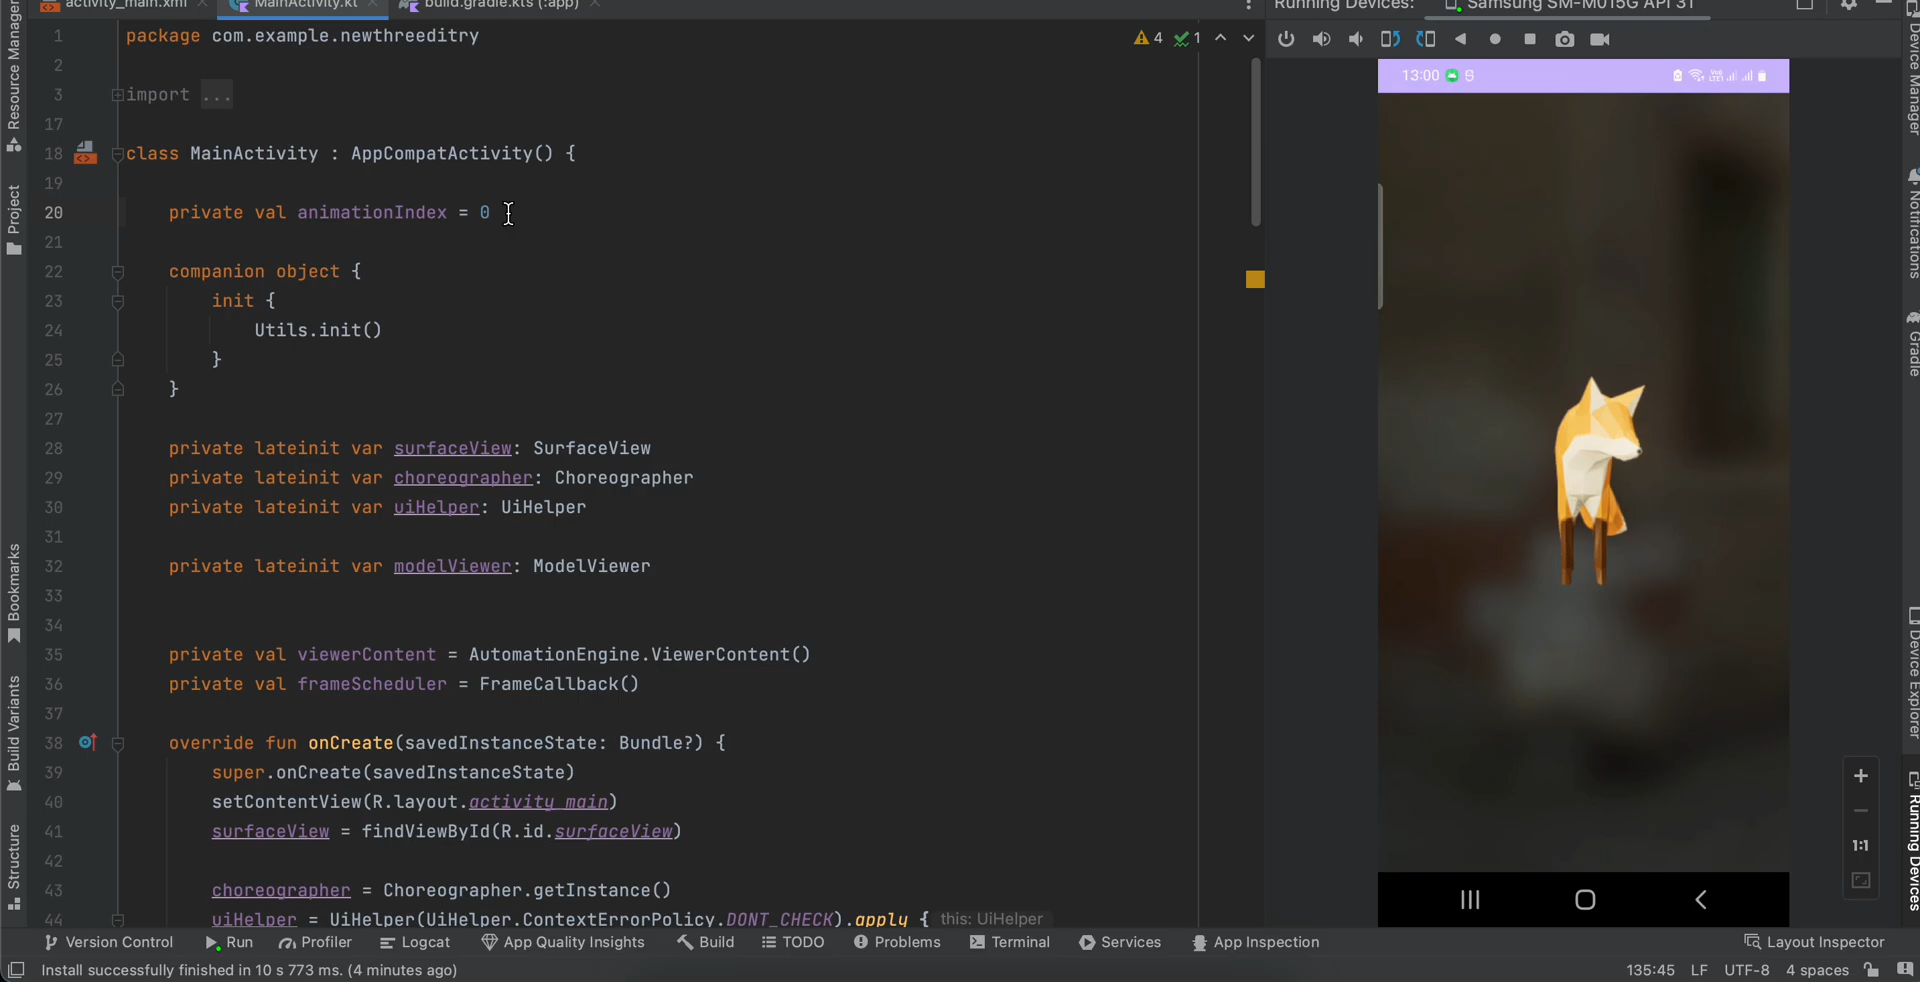 activity_main.xml MainActivity.kt build.gradle.kts (:app) Running Devices: Samsung SM-M015G API 31
1 package com.example.newthreeditry 4 1
2
3 import ...
17
18 class MainActivity : AppCompatActivity() {
19
20 private val animationIndex = 0
21
22 companion object {
23 init {
24 Utils.init()
25 }
26 }
27
28 private lateinit var surfaceView: SurfaceView
29 private lateinit var choreographer: Choreographer
30 private lateinit var uiHelper: UiHelper
31
32 private lateinit var modelViewer: ModelViewer
33
34
35 private val viewerContent = AutomationEngine.ViewerContent()
36 private val frameScheduler = FrameCallback()
37
38 override fun onCreate(savedInstanceState: Bundle?) {
39 super.onCreate(savedInstanceState)
40 setContentView(R.layout.activity_main)
41 surfaceView = findViewById(R.id.surfaceView)
42
43 choreographer = Choreographer.getInstance()
44 uiHelper = UiHelper(UiHelper.ContextErrorPolicy.DONT_CHECK).apply { this: UiHelper
Resource Manager
Project
Bookmarks
Build Variants
Structure
13:00
1:1
Device Manager
Notifications
Gradle
Device Explorer
Running Devices
Version Control Run Profiler Logcat App Quality Insights Build TODO Problems Terminal Services App Inspection Layout Inspector
Install successfully finished in 10 s 773 ms. (4 minutes ago) 135:45 LF UTF-8 4 spaces